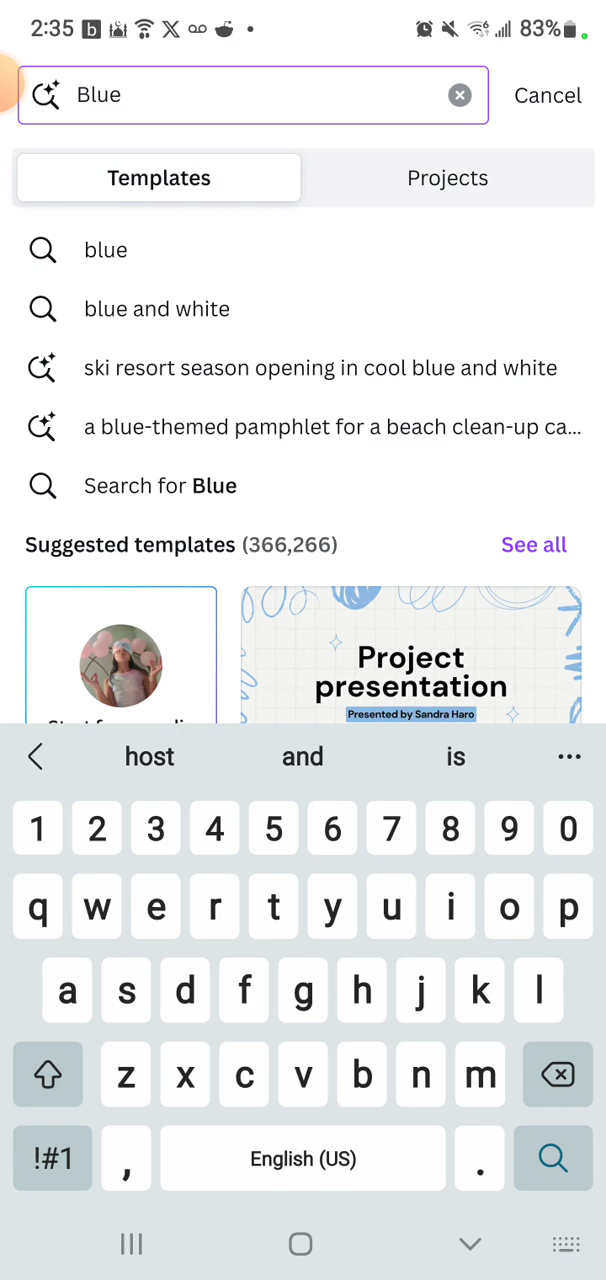 2:35 b X 83%
Blue Cancel
Templates Projects
blue
blue and white
ski resort season opening in cool blue and white
a blue-themed pamphlet for a beach clean-up ca...
Search for Blue
Suggested templates (366,266) See all
Project
presentation
Presented by Sandra Haro
host and is ...
1 2 3 4 5 6 7 8 9 0
q w e r t y u i o p
a s d f g h j k l
z x c v b n m
!#1 , English (US) .